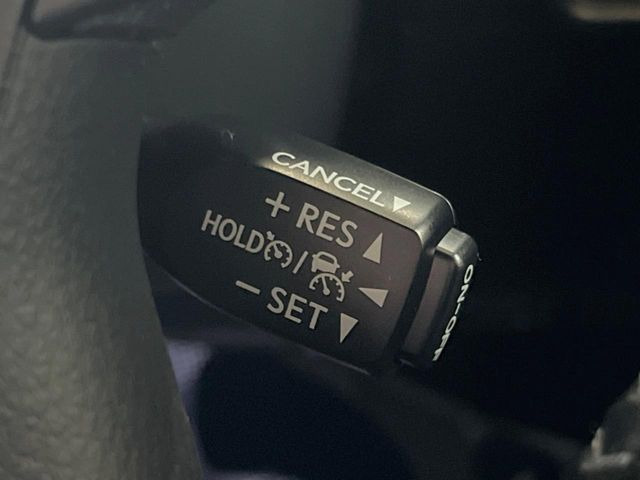 CANCEL▼
+ RES ▲
HOLD / ◀
− SET ▼
ON-OFF